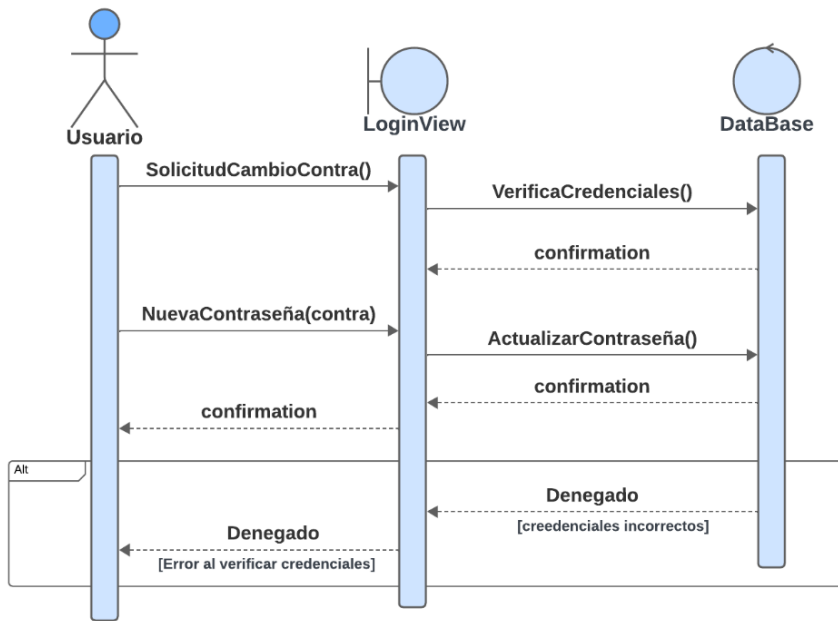 Usuario
LoginView
DataBase
SolicitudCambioContra()
VerificaCredenciales()
confirmation
NuevaContraseña(contra)
ActualizarContraseña()
confirmation
confirmation
Alt
Denegado
[creedenciales incorrectos]
Denegado
[Error al verificar credenciales]